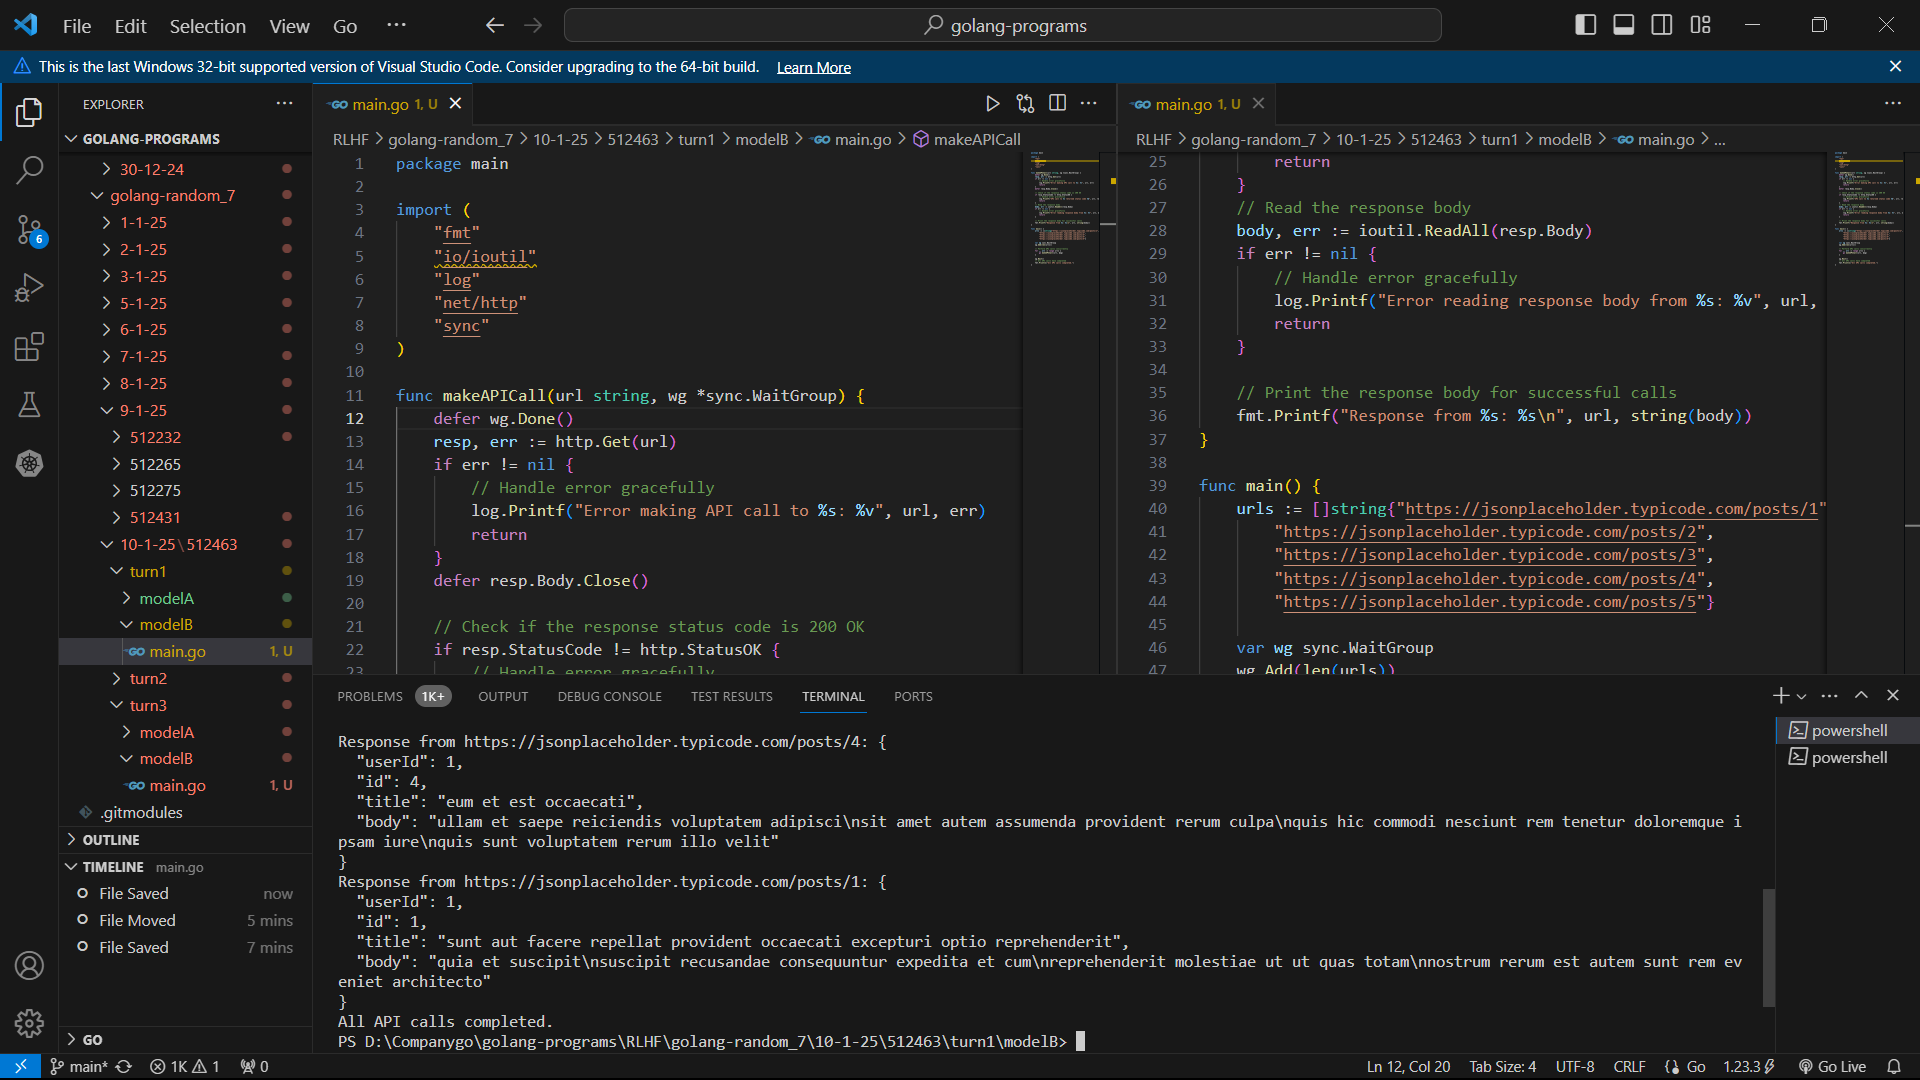 File Edit Selection View Go ··· golang-programs
This is the last Windows 32-bit supported version of Visual Studio Code. Consider upgrading to the 64-bit build. Learn More
EXPLORER ···
GOLANG-PROGRAMS
30-12-24
golang-random_7
1-1-25
2-1-25
3-1-25
5-1-25
6-1-25
7-1-25
8-1-25
9-1-25
512232
512265
512275
512431
10-1-25\512463
turn1
modelA
modelB
main.go 1, U
turn2
turn3
modelA
modelB
main.go 1, U
.gitmodules
OUTLINE
TIMELINE main.go
File Saved now
File Moved 5 mins
File Saved 7 mins
GO
6
main.go 1, U
RLHF > golang-random_7 > 10-1-25 > 512463 > turn1 > modelB > main.go > makeAPICall
1 package main
2
3 import (
4 "fmt"
5 "io/ioutil"
6 "log"
7 "net/http"
8 "sync"
9 )
10
11 func makeAPICall(url string, wg *sync.WaitGroup) {
12 defer wg.Done()
13 resp, err := http.Get(url)
14 if err != nil {
15 // Handle error gracefully
16 log.Printf("Error making API call to %s: %v", url, err)
17 return
18 }
19 defer resp.Body.Close()
20
21 // Check if the response status code is 200 OK
22 if resp.StatusCode != http.StatusOK {
23 // Handle error gracefully
main.go 1, U
RLHF > golang-random_7 > 10-1-25 > 512463 > turn1 > modelB > main.go > ...
25 return
26 }
27 // Read the response body
28 body, err := ioutil.ReadAll(resp.Body)
29 if err != nil {
30 // Handle error gracefully
31 log.Printf("Error reading response body from %s: %v", url,
32 return
33 }
34
35 // Print the response body for successful calls
36 fmt.Printf("Response from %s: %s\n", url, string(body))
37 }
38
39 func main() {
40 urls := []string{"https://jsonplaceholder.typicode.com/posts/1"
41 "https://jsonplaceholder.typicode.com/posts/2",
42 "https://jsonplaceholder.typicode.com/posts/3",
43 "https://jsonplaceholder.typicode.com/posts/4",
44 "https://jsonplaceholder.typicode.com/posts/5"}
45
46 var wg sync.WaitGroup
47 wg.Add(len(urls))
PROBLEMS 1K+ OUTPUT DEBUG CONSOLE TEST RESULTS TERMINAL PORTS
Response from https://jsonplaceholder.typicode.com/posts/4: {
"userId": 1,
"id": 4,
"title": "eum et est occaecati",
"body": "ullam et saepe reiciendis voluptatem adipisci\nsit amet autem assumenda provident rerum culpa\nquis hic commodi nesciunt rem tenetur doloremque i
psam iure\nquis sunt voluptatem rerum illo velit"
}
Response from https://jsonplaceholder.typicode.com/posts/1: {
"userId": 1,
"id": 1,
"title": "sunt aut facere repellat provident occaecati excepturi optio reprehenderit",
"body": "quia et suscipit\nsuscipit recusandae consequuntur expedita et cum\nreprehenderit molestiae ut ut quas totam\nnostrum rerum est autem sunt rem ev
eniet architecto"
}
All API calls completed.
PS D:\Companygo\golang-programs\RLHF\golang-random_7\10-1-25\512463\turn1\modelB>
powershell
powershell
main* 1K 1 0 Ln 12, Col 20 Tab Size: 4 UTF-8 CRLF {} Go 1.23.3 Go Live